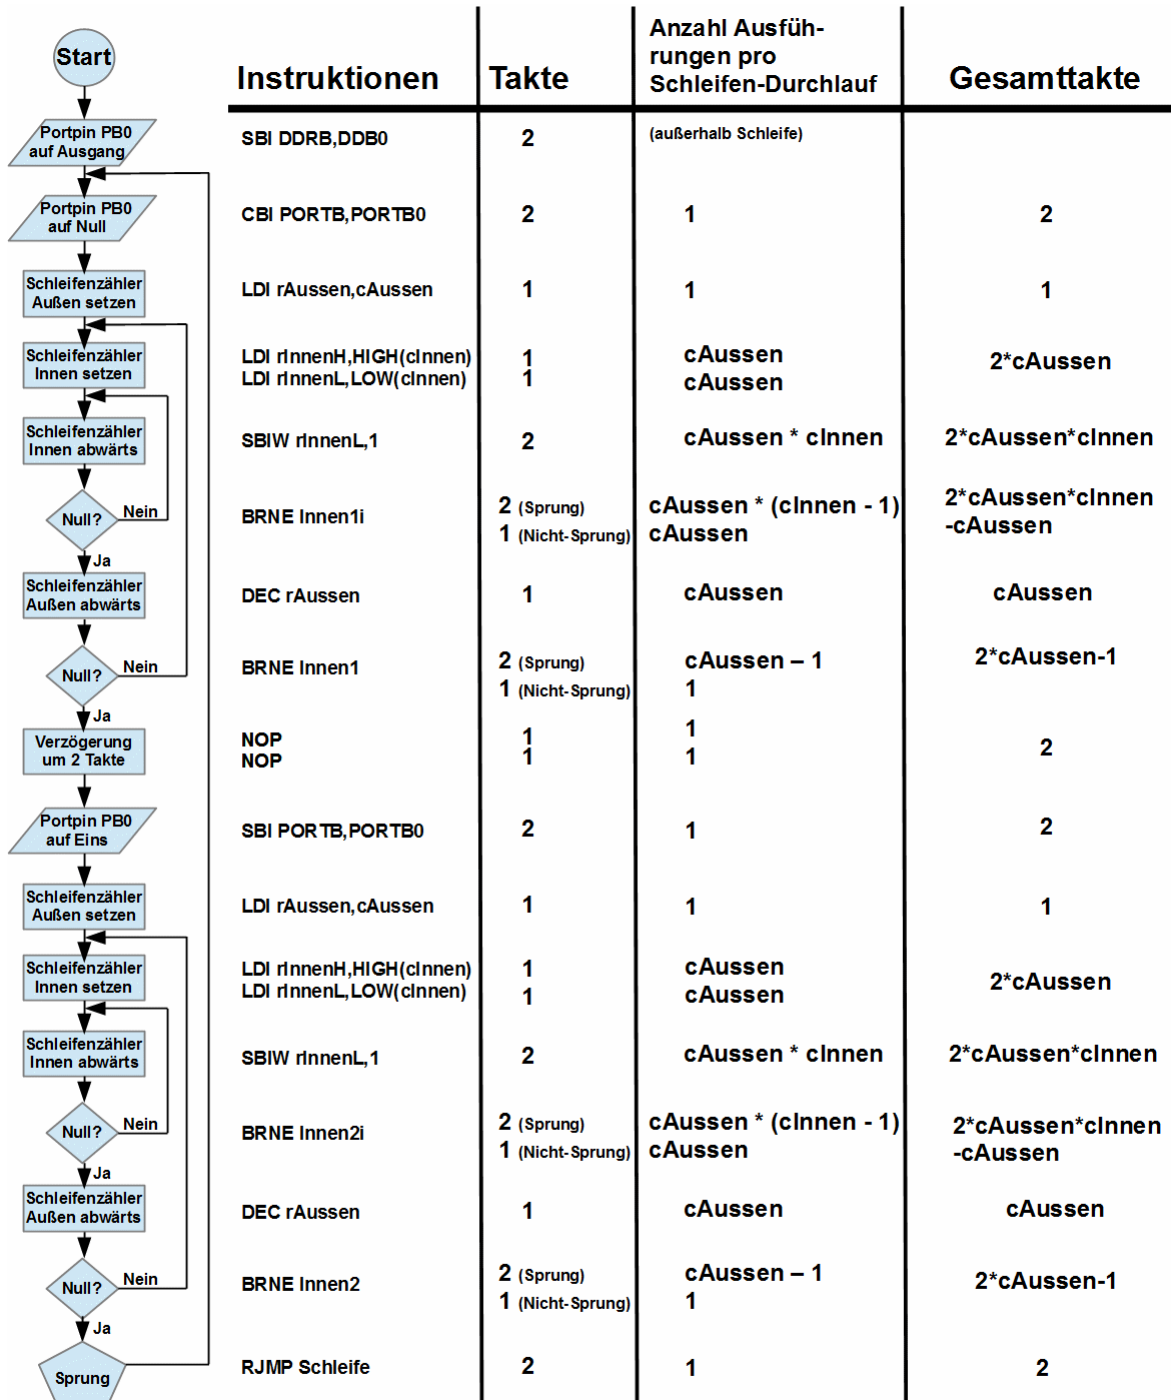 Start
Instruktionen
Takte
Anzahl Ausfüh-
rungen pro
Schleifen-Durchlauf
Gesamttakte
Portpin PB0
auf Ausgang
SBI DDRB,DDB0
2
(außerhalb Schleife)
Portpin PB0
auf Null
CBI PORTB,PORTB0
2
1
2
Schleifenzähler
Außen setzen
LDI rAussen,cAussen
1
1
1
Schleifenzähler
Innen setzen
LDI rInnenH,HIGH(cInnen)
1
cAussen
2*cAussen
LDI rInnenL,LOW(cInnen)
1
cAussen
Schleifenzähler
Innen abwärts
SBIW rInnenL,1
2
cAussen * cInnen
2*cAussen*cInnen
Null?
Nein
Ja
BRNE Innen1i
2 (Sprung)
cAussen * (cInnen - 1)
2*cAussen*cInnen
1 (Nicht-Sprung)
cAussen
-cAussen
Schleifenzähler
Außen abwärts
DEC rAussen
1
cAussen
cAussen
Null?
Nein
Ja
BRNE Innen1
2 (Sprung)
cAussen – 1
2*cAussen-1
1 (Nicht-Sprung)
1
Verzögerung
um 2 Takte
NOP
1
1
2
NOP
1
1
Portpin PB0
auf Eins
SBI PORTB,PORTB0
2
1
2
Schleifenzähler
Außen setzen
LDI rAussen,cAussen
1
1
1
Schleifenzähler
Innen setzen
LDI rInnenH,HIGH(cInnen)
1
cAussen
2*cAussen
LDI rInnenL,LOW(cInnen)
1
cAussen
Schleifenzähler
Innen abwärts
SBIW rInnenL,1
2
cAussen * cInnen
2*cAussen*cInnen
Null?
Nein
Ja
BRNE Innen2i
2 (Sprung)
cAussen * (cInnen - 1)
2*cAussen*cInnen
1 (Nicht-Sprung)
cAussen
-cAussen
Schleifenzähler
Außen abwärts
DEC rAussen
1
cAussen
cAussen
Null?
Nein
Ja
BRNE Innen2
2 (Sprung)
cAussen – 1
2*cAussen-1
1 (Nicht-Sprung)
1
Sprung
RJMP Schleife
2
1
2